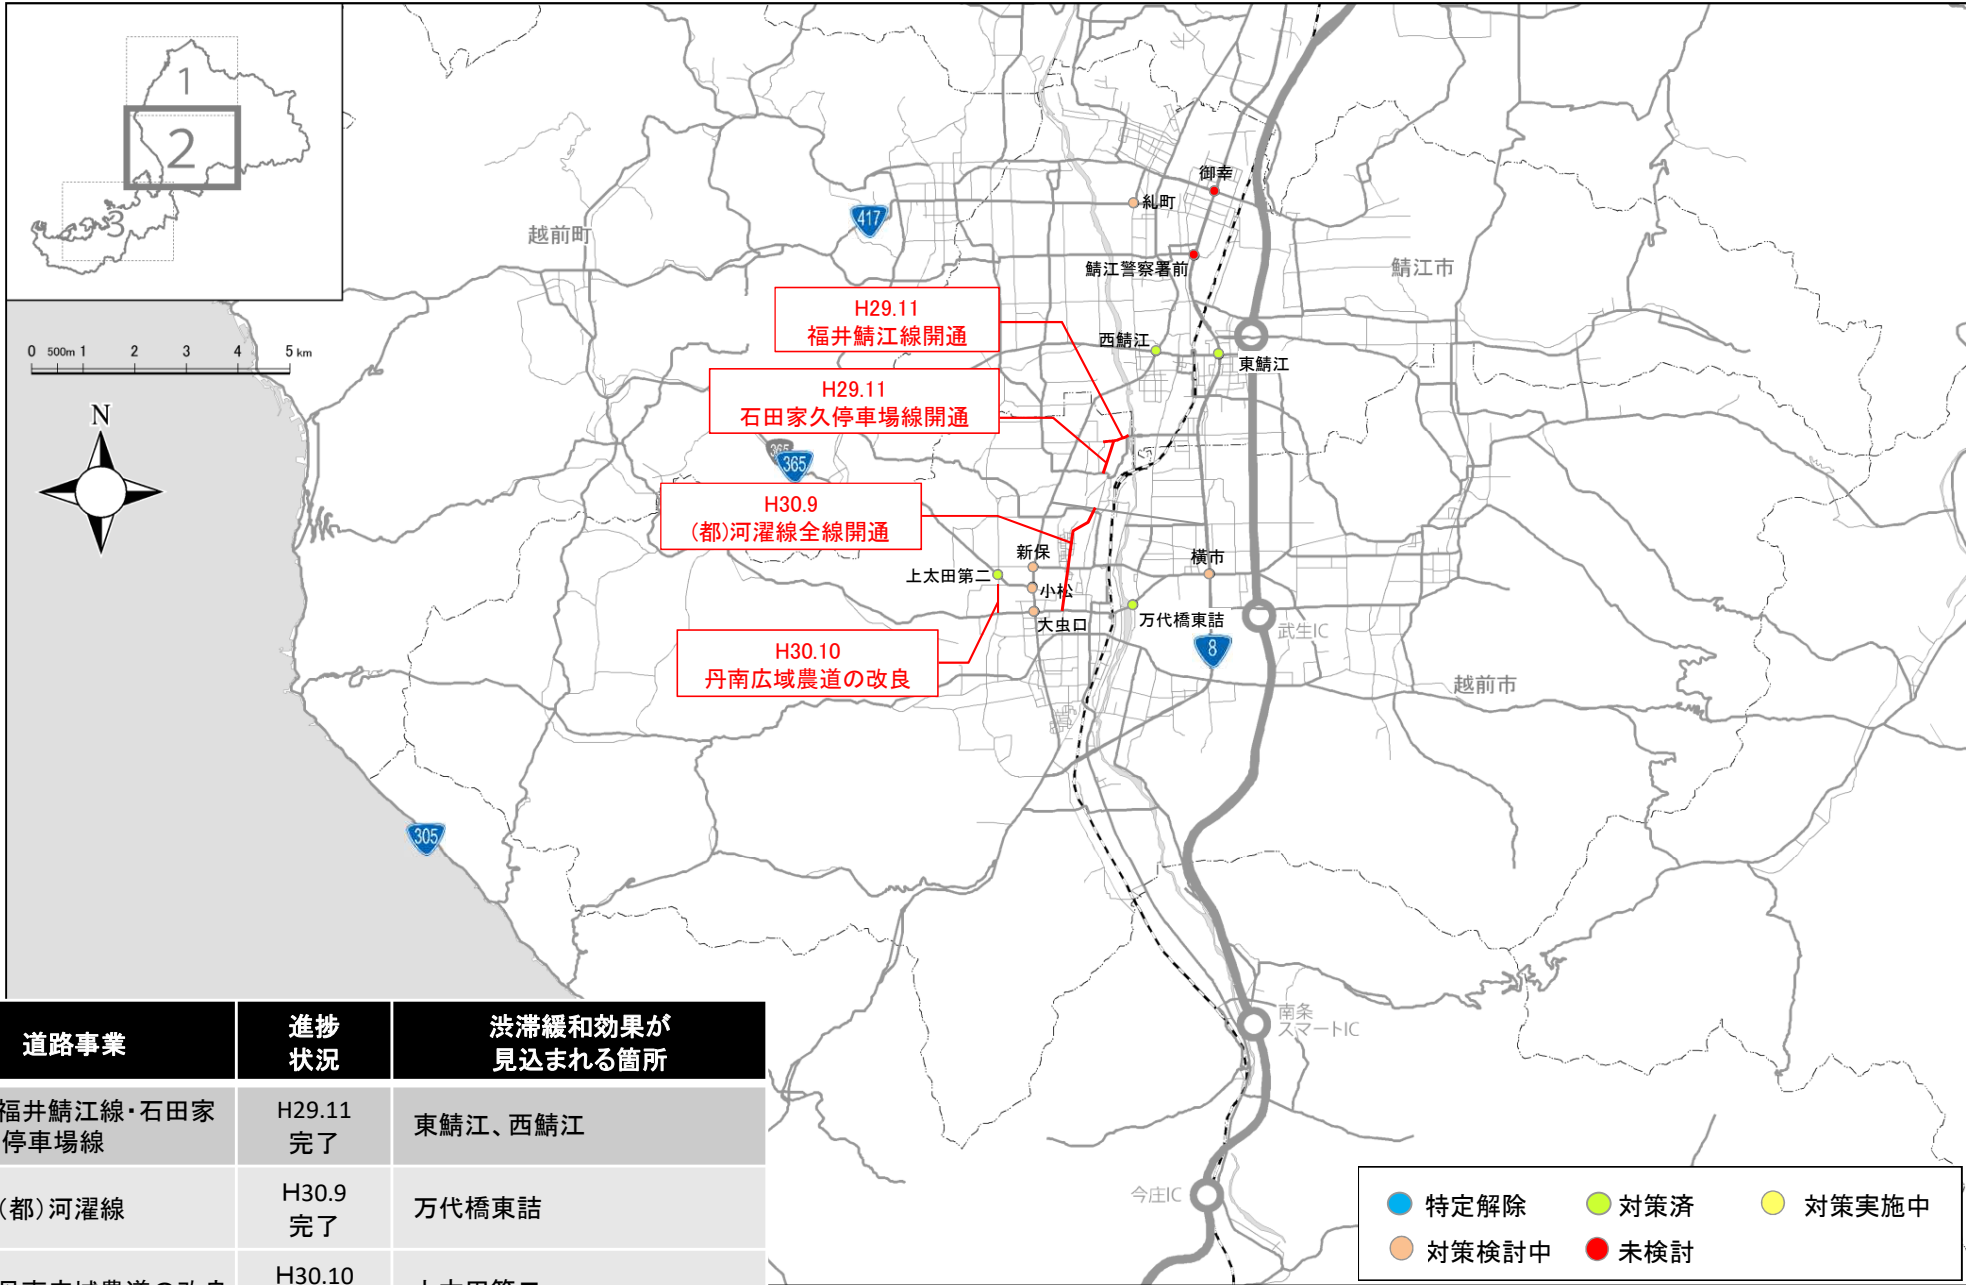 1
2
3
0 500m 1 2 3 4 5 km
N
417
365
365
305
8
越前町
鯖江市
越前市
御幸
糺町
鯖江警察署前
西鯖江
東鯖江
H29.11
福井鯖江線開通
H29.11
石田家久停車場線開通
H30.9
(都)河濯線全線開通
新保
上太田第二
小松
大虫口
横市
万代橋東詰
武生IC
H30.10
丹南広域農道の改良
南条
スマートIC
今庄IC
道路事業
進捗
状況
渋滞緩和効果が
見込まれる箇所
福井鯖江線・石田家
停車場線
H29.11
完了
東鯖江、西鯖江
(都)河濯線
H30.9
完了
万代橋東詰
H30.10
特定解除
対策済
対策実施中
対策検討中
未検討